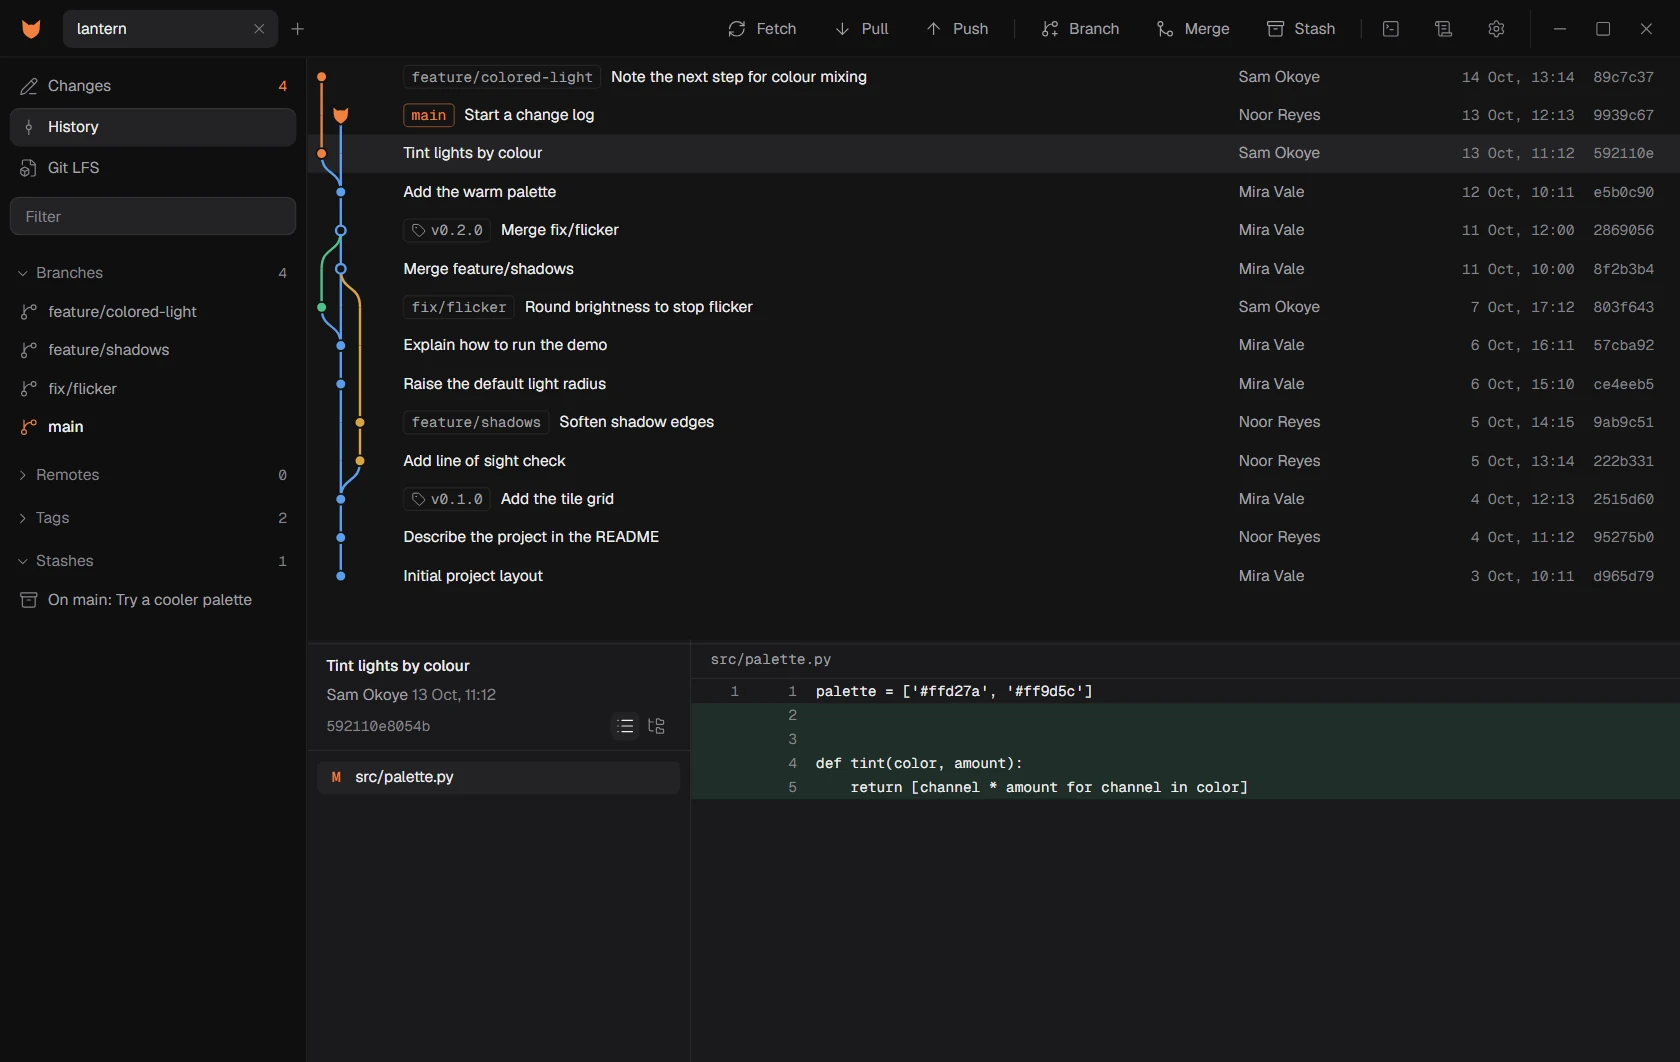 lantern
Fetch
Pull
Push
Branch
Merge
Stash
Changes 4
History
Git LFS
Filter
Branches 4
feature/colored-light
feature/shadows
fix/flicker
main
Remotes 0
Tags 2
Stashes 1
On main: Try a cooler palette
feature/colored-light Note the next step for colour mixing Sam Okoye 14 Oct, 13:14 89c7c37
main Start a change log Noor Reyes 13 Oct, 12:13 9939c67
Tint lights by colour Sam Okoye 13 Oct, 11:12 592110e
Add the warm palette Mira Vale 12 Oct, 10:11 e5b0c90
v0.2.0 Merge fix/flicker Mira Vale 11 Oct, 12:00 2869056
Merge feature/shadows Mira Vale 11 Oct, 10:00 8f2b3b4
fix/flicker Round brightness to stop flicker Sam Okoye 7 Oct, 17:12 803f643
Explain how to run the demo Mira Vale 6 Oct, 16:11 57cba92
Raise the default light radius Mira Vale 6 Oct, 15:10 ce4eeb5
feature/shadows Soften shadow edges Noor Reyes 5 Oct, 14:15 9ab9c51
Add line of sight check Noor Reyes 5 Oct, 13:14 222b331
v0.1.0 Add the tile grid Mira Vale 4 Oct, 12:13 2515d60
Describe the project in the README Noor Reyes 4 Oct, 11:12 95275b0
Initial project layout Mira Vale 3 Oct, 10:11 d965d79
Tint lights by colour
Sam Okoye 13 Oct, 11:12
592110e8054b
M src/palette.py
src/palette.py
1 1 palette = ['#ffd27a', '#ff9d5c']
2
3
4 def tint(color, amount):
5 return [channel * amount for channel in color]